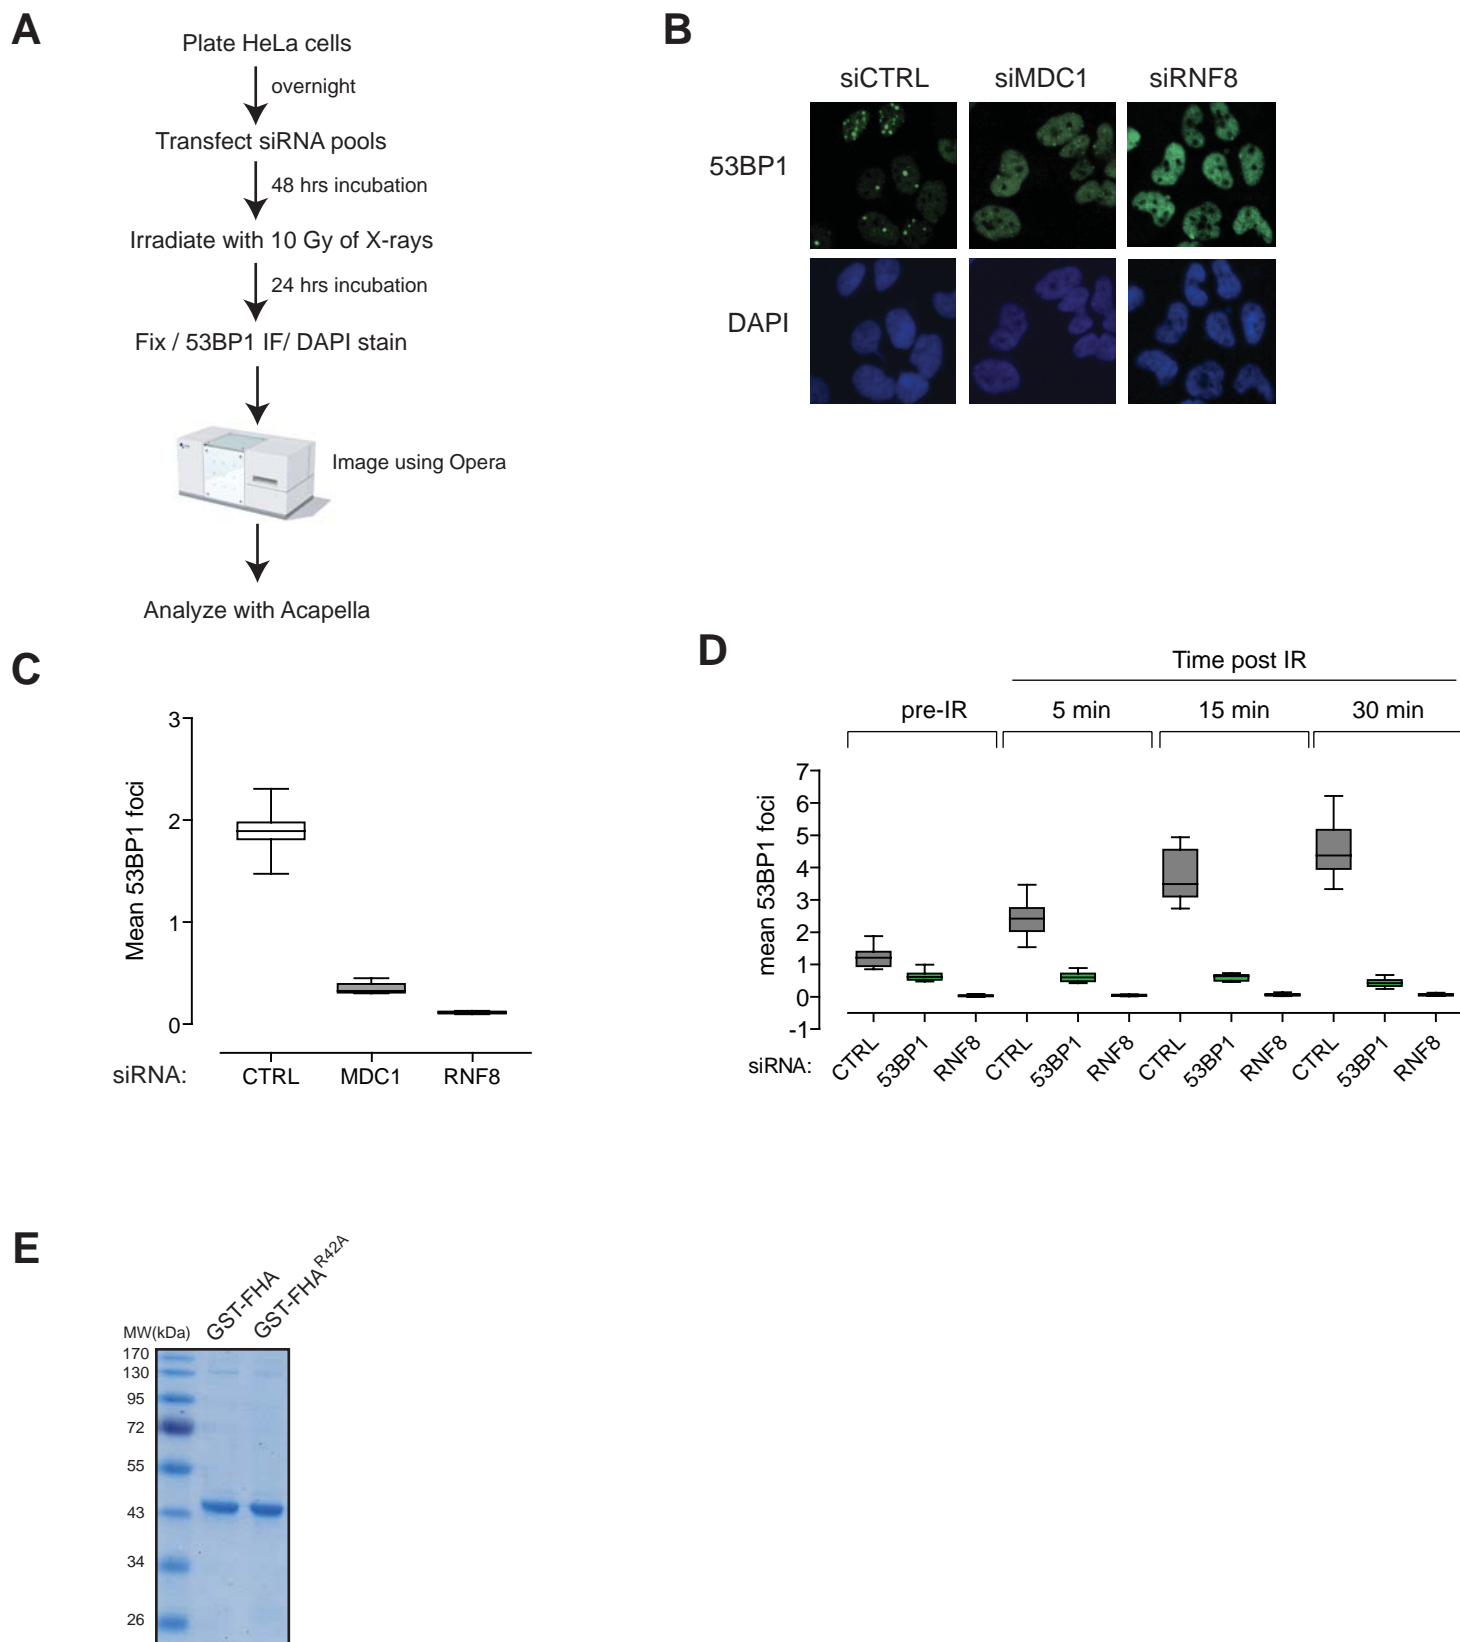 A
Plate HeLa cells
overnight
Transfect siRNA pools
48 hrs incubation
Irradiate with 10 Gy of X-rays
24 hrs incubation
Fix / 53BP1 IF/ DAPI stain
Image using Opera
Analyze with Acapella
B
siCTRL siMDC1 siRNF8
53BP1
DAPI
C
Mean 53BP1 foci
3
2
1
0
siRNA: CTRL MDC1 RNF8
D
Time post IR
pre-IR 5 min 15 min 30 min
mean 53BP1 foci
7
6
5
4
3
2
1
0
-1
siRNA: CTRL 53BP1 RNF8 CTRL 53BP1 RNF8 CTRL 53BP1 RNF8 CTRL 53BP1 RNF8
E
MW(kDa) GST-FHA GST-FHA^R42A
170
130
95
72
55
43
34
26